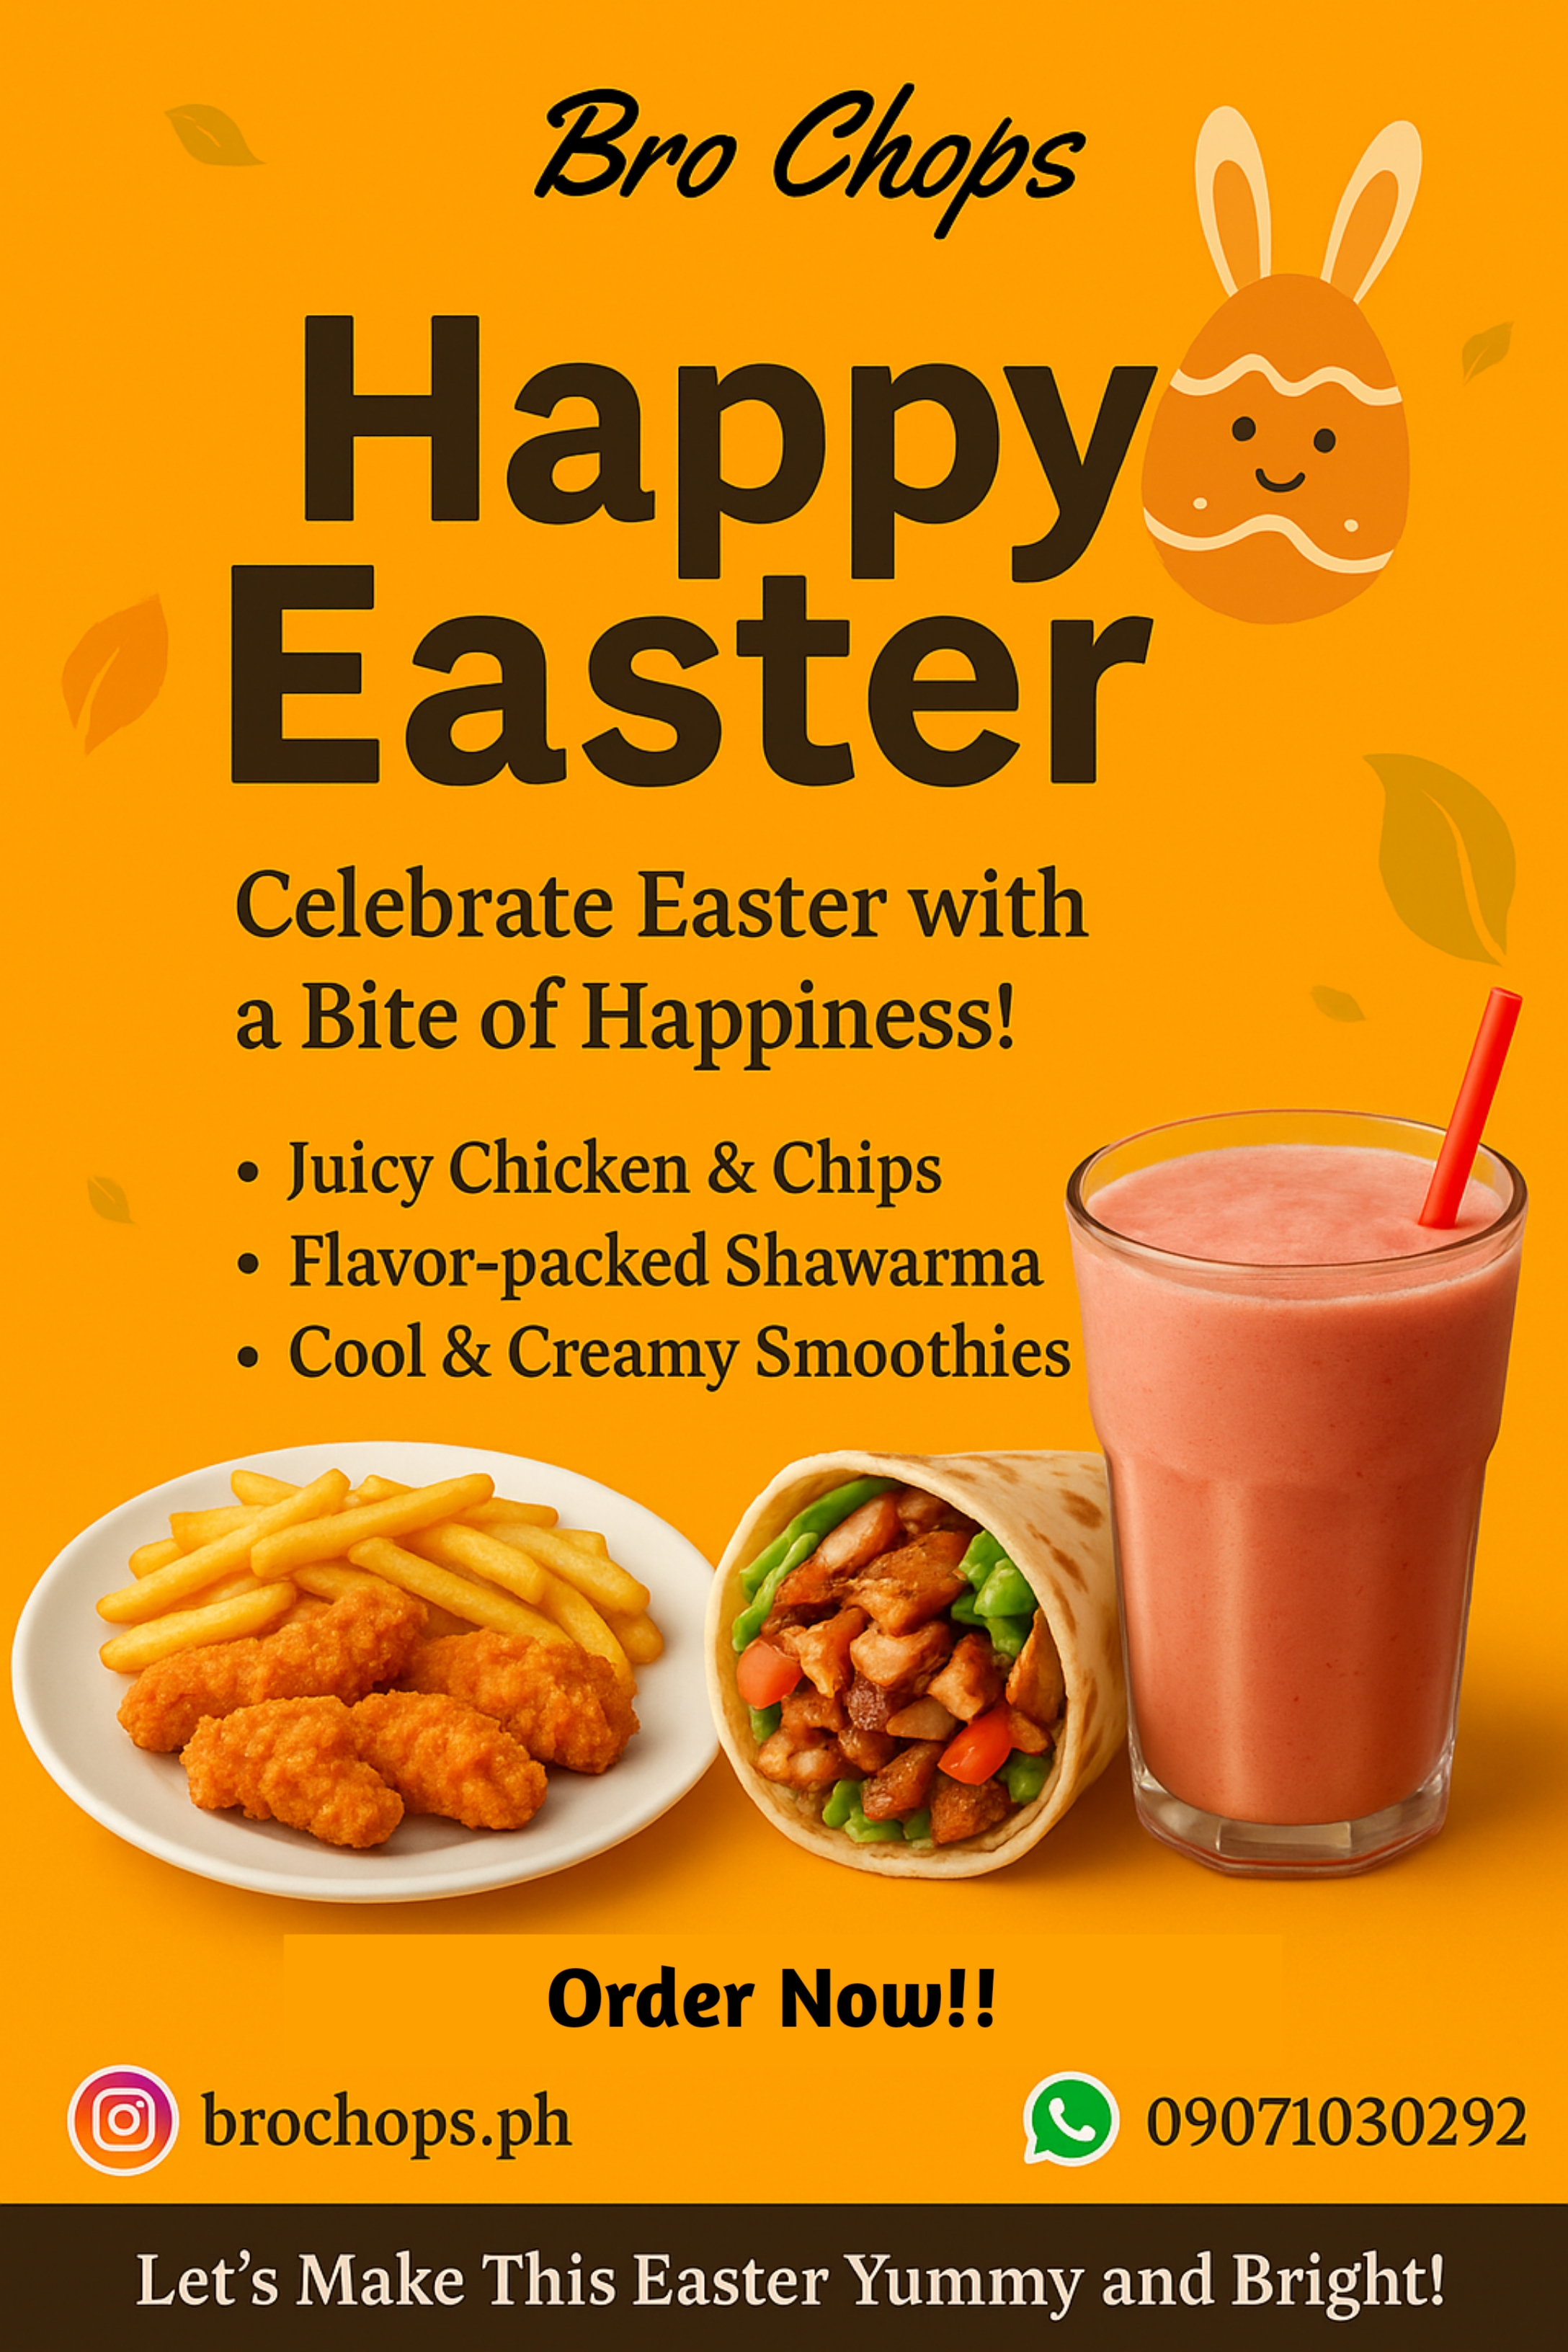 Bro Chops
Happy
Easter
Celebrate Easter with
a Bite of Happiness!
• Juicy Chicken & Chips
• Flavor-packed Shawarma
• Cool & Creamy Smoothies
Order Now!!
brochops.ph
09071030292
Let’s Make This Easter Yummy and Bright!